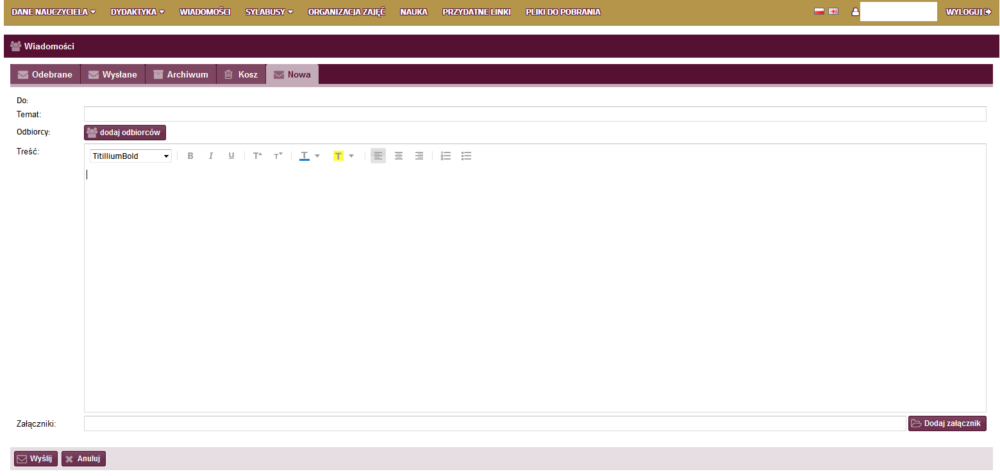 DANE NAUCZYCIELA DYDAKTYKA WIADOMOŚCI SYLABUSY ORGANIZACJA ZAJĘĆ NAUKA PRZYDATNE LINKI PLIKI DO POBRANIA WYLOGUJ
Wiadomości
Odebrane Wysłane Archiwum Kosz Nowa
Do:
Temat:
Odbiorcy: dodaj odbiorców
Treść:
TitilliumBold B I U T T T T
Załączniki: Dodaj załącznik
Wyślij Anuluj